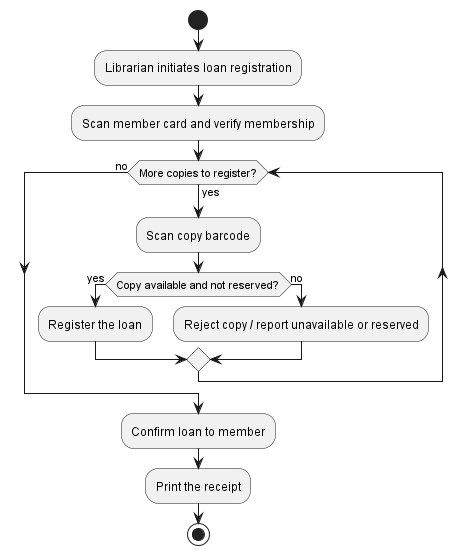 Librarian initiates loan registration
Scan member card and verify membership
no
More copies to register?
yes
Scan copy barcode
yes
Copy available and not reserved?
no
Register the loan
Reject copy / report unavailable or reserved
Confirm loan to member
Print the receipt